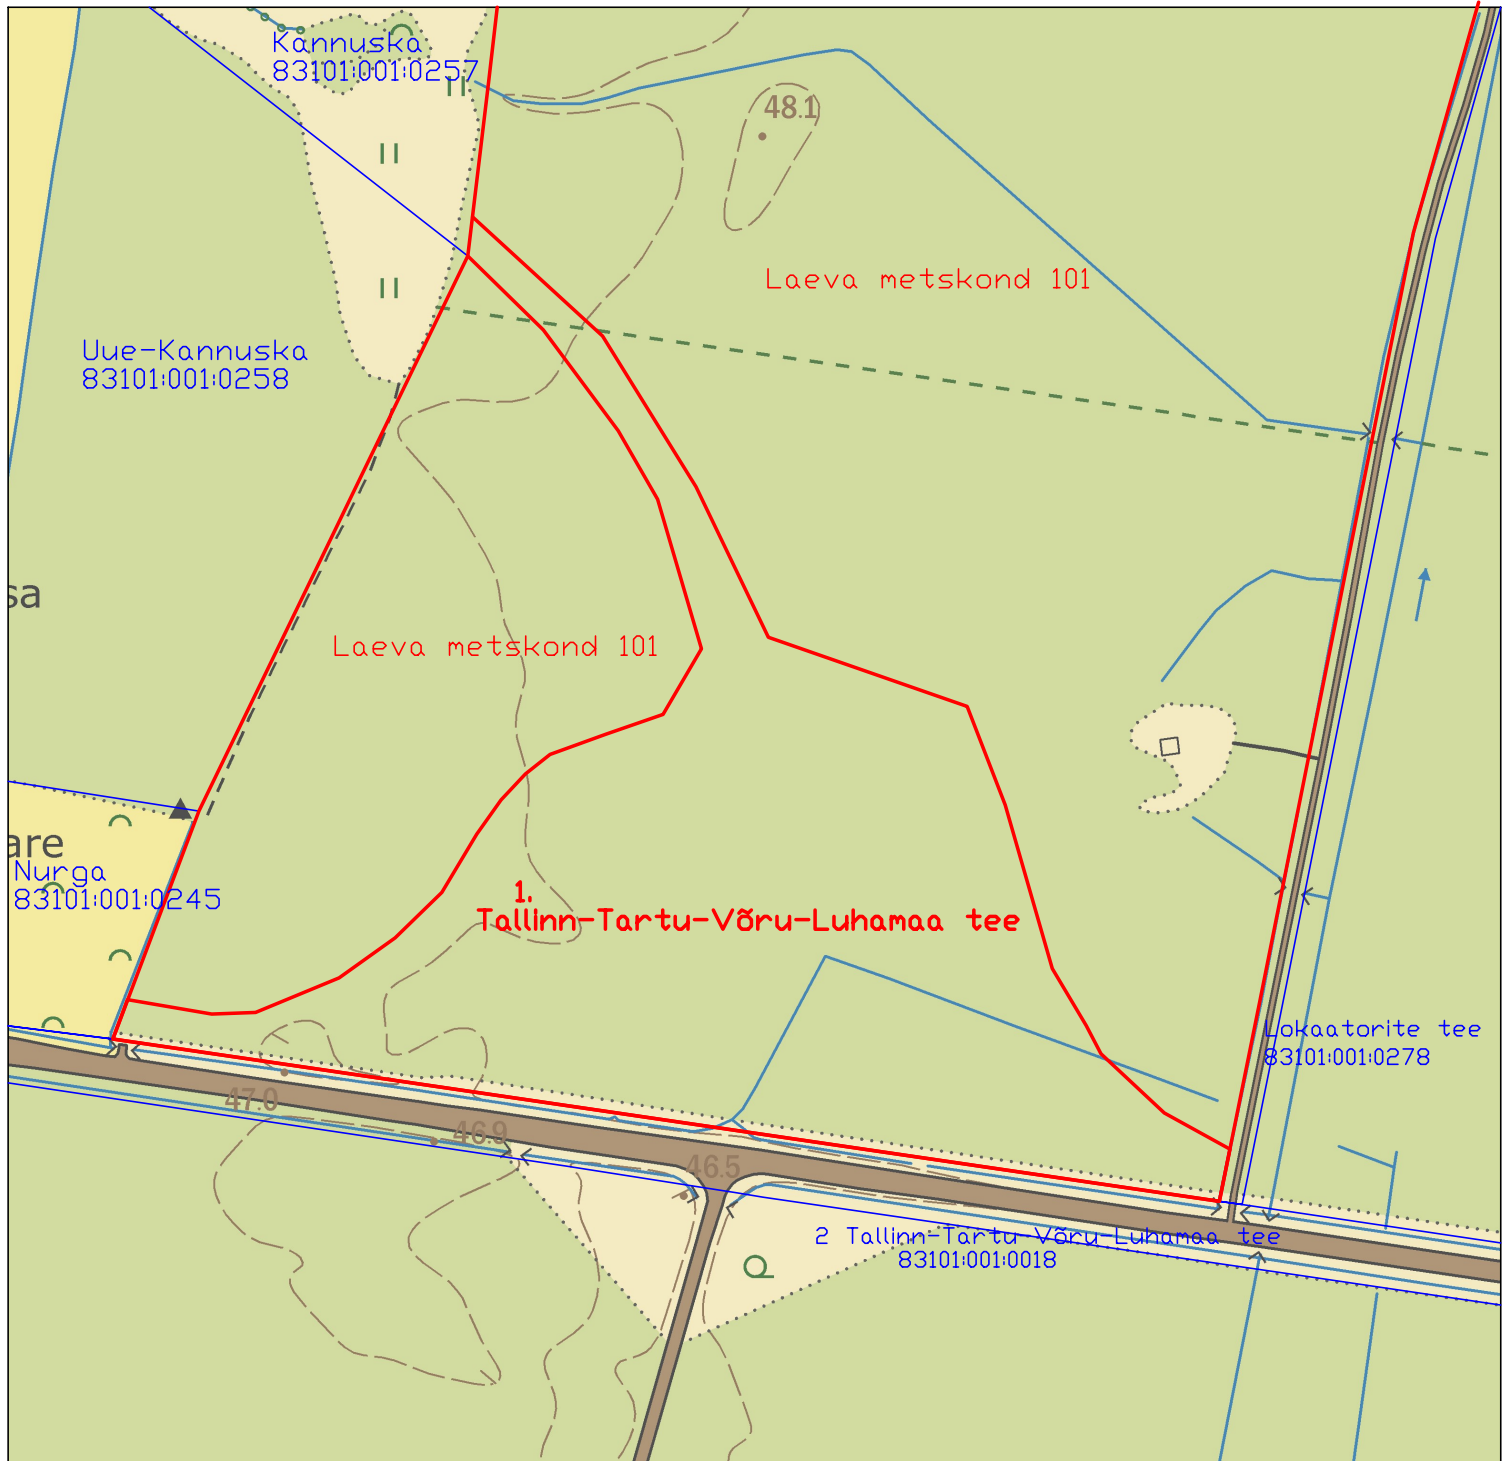 Kannuska
83101:001:0257
48.1
Laeva metskond 101
Uue-Kannuska
83101:001:0258
sa
Laeva metskond 101
are
Nurga
83101:001:0245
1.
Tallinn-Tartu-Võru-Luhamaa tee
Lokaatorite tee
83101:001:0278
47.0
46.9
46.5
2 Tallinn-Tartu-Võru-Luhamaa tee
83101:001:0018